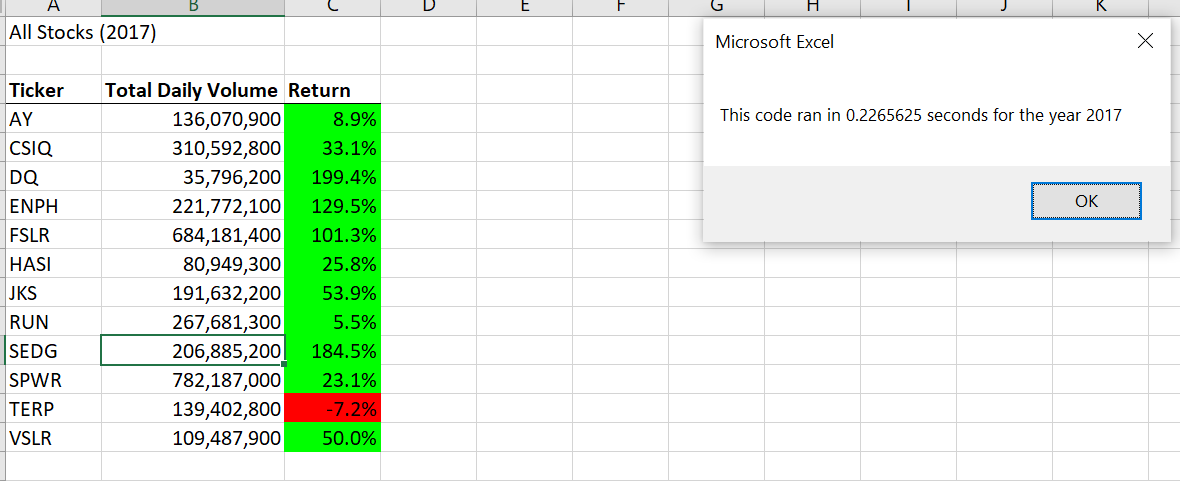 A B C D E F G H I J K
All Stocks (2017)
Ticker Total Daily Volume Return
AY 136,070,900 8.9%
CSIQ 310,592,800 33.1%
DQ 35,796,200 199.4%
ENPH 221,772,100 129.5%
FSLR 684,181,400 101.3%
HASI 80,949,300 25.8%
JKS 191,632,200 53.9%
RUN 267,681,300 5.5%
SEDG 206,885,200 184.5%
SPWR 782,187,000 23.1%
TERP 139,402,800 -7.2%
VSLR 109,487,900 50.0%
Microsoft Excel
This code ran in 0.2265625 seconds for the year 2017
OK